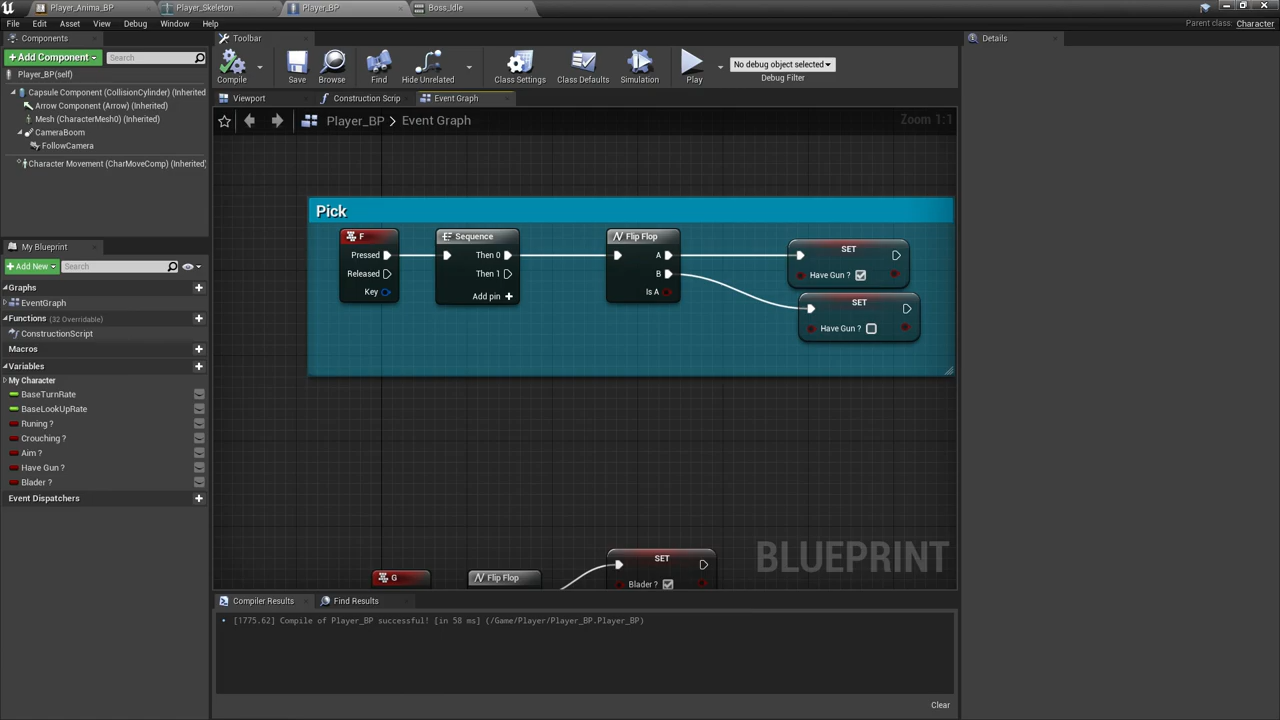 Player_Anima_BP
Player_Skeleton
Player_BP
Boss_Idle
File Edit Asset View Debug Window Help
Parent class: Character
Components
+Add Component
Search
Player_BP(self)
Capsule Component (CollisionCylinder) (Inherited)
Arrow Component (Arrow) (Inherited)
Mesh (CharacterMesh0) (Inherited)
CameraBoom
FollowCamera
Character Movement (CharMoveComp) (Inherited)
My Blueprint
+Add New
Search
Graphs
EventGraph
Functions (32 Overridable)
ConstructionScript
Macros
Variables
My Character
BaseTurnRate
BaseLookUpRate
Runing ?
Crouching ?
Aim ?
Have Gun ?
Blader ?
Event Dispatchers
Toolbar
Compile
Save
Browse
Find
Hide Unrelated
Class Settings
Class Defaults
Simulation
Play
No debug object selected
Debug Filter
Viewport
Construction Scrip
Event Graph
Player_BP > Event Graph
Zoom 1:1
Pick
F
Pressed
Released
Key
Sequence
Then 0
Then 1
Add pin +
Flip Flop
A
B
Is A
SET
Have Gun ?
SET
Have Gun ?
G
Flip Flop
SET
Blader ?
BLUEPRINT
Compiler Results
Find Results
• [1775.62] Compile of Player_BP successful! [in 58 ms] (/Game/Player/Player_BP.Player_BP)
Clear
Details